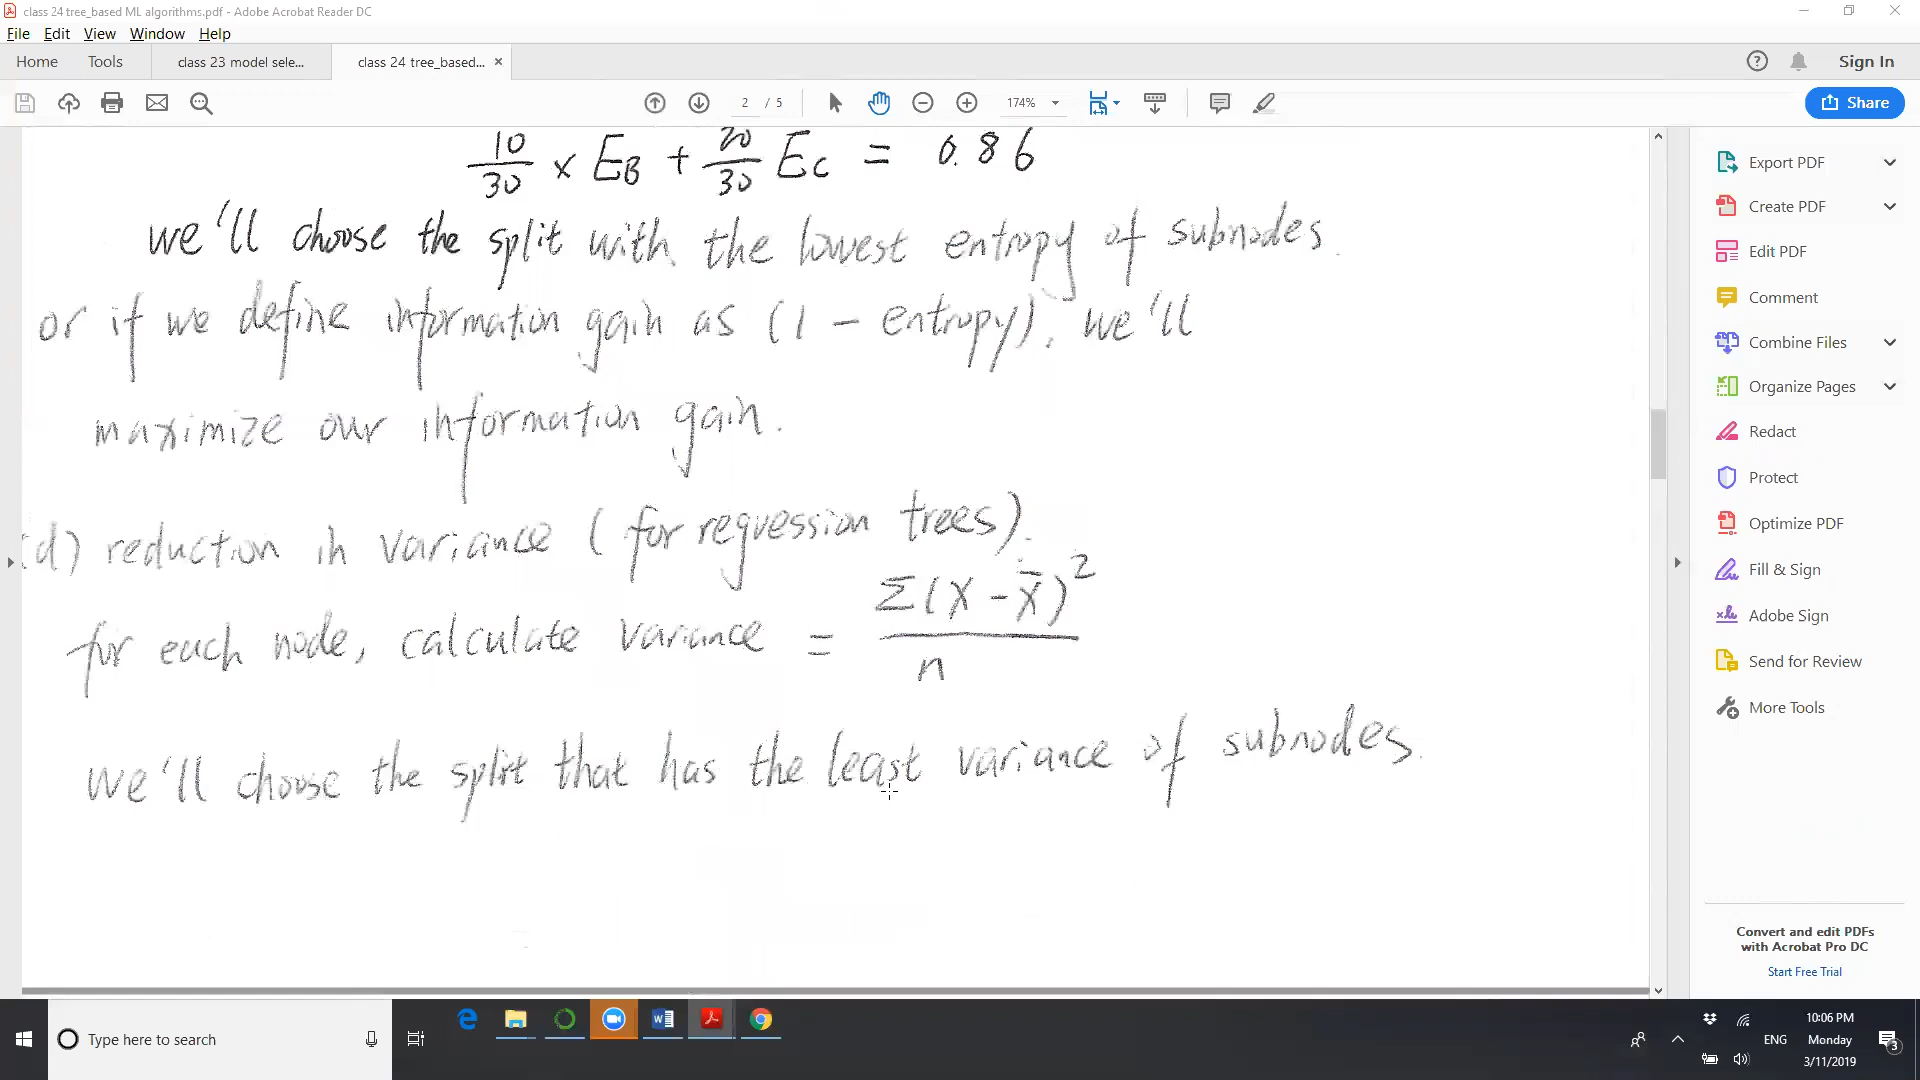 class 24 tree_based ML algorithms.pdf - Adobe Acrobat Reader DC
File Edit View Window Help
Home Tools class 23 model sele... class 24 tree_based... × Sign In
2 / 5 174% Share
10/30 × E_B + 20/30 E_C = 0.86
we'll choose the split with the lowest entropy of subnodes.
or if we define information gain as (1 - entropy), we'll
maximize our information gain.
(d) reduction in variance (for regression trees).
for each node, calculate variance = Σ(x - x̄)² / n
we'll choose the split that has the least variance of subnodes.
Export PDF
Create PDF
Edit PDF
Comment
Combine Files
Organize Pages
Redact
Protect
Optimize PDF
Fill & Sign
Adobe Sign
Send for Review
More Tools
Convert and edit PDFs
with Acrobat Pro DC
Start Free Trial
Type here to search
ENG
10:06 PM
Monday
3/11/2019
3